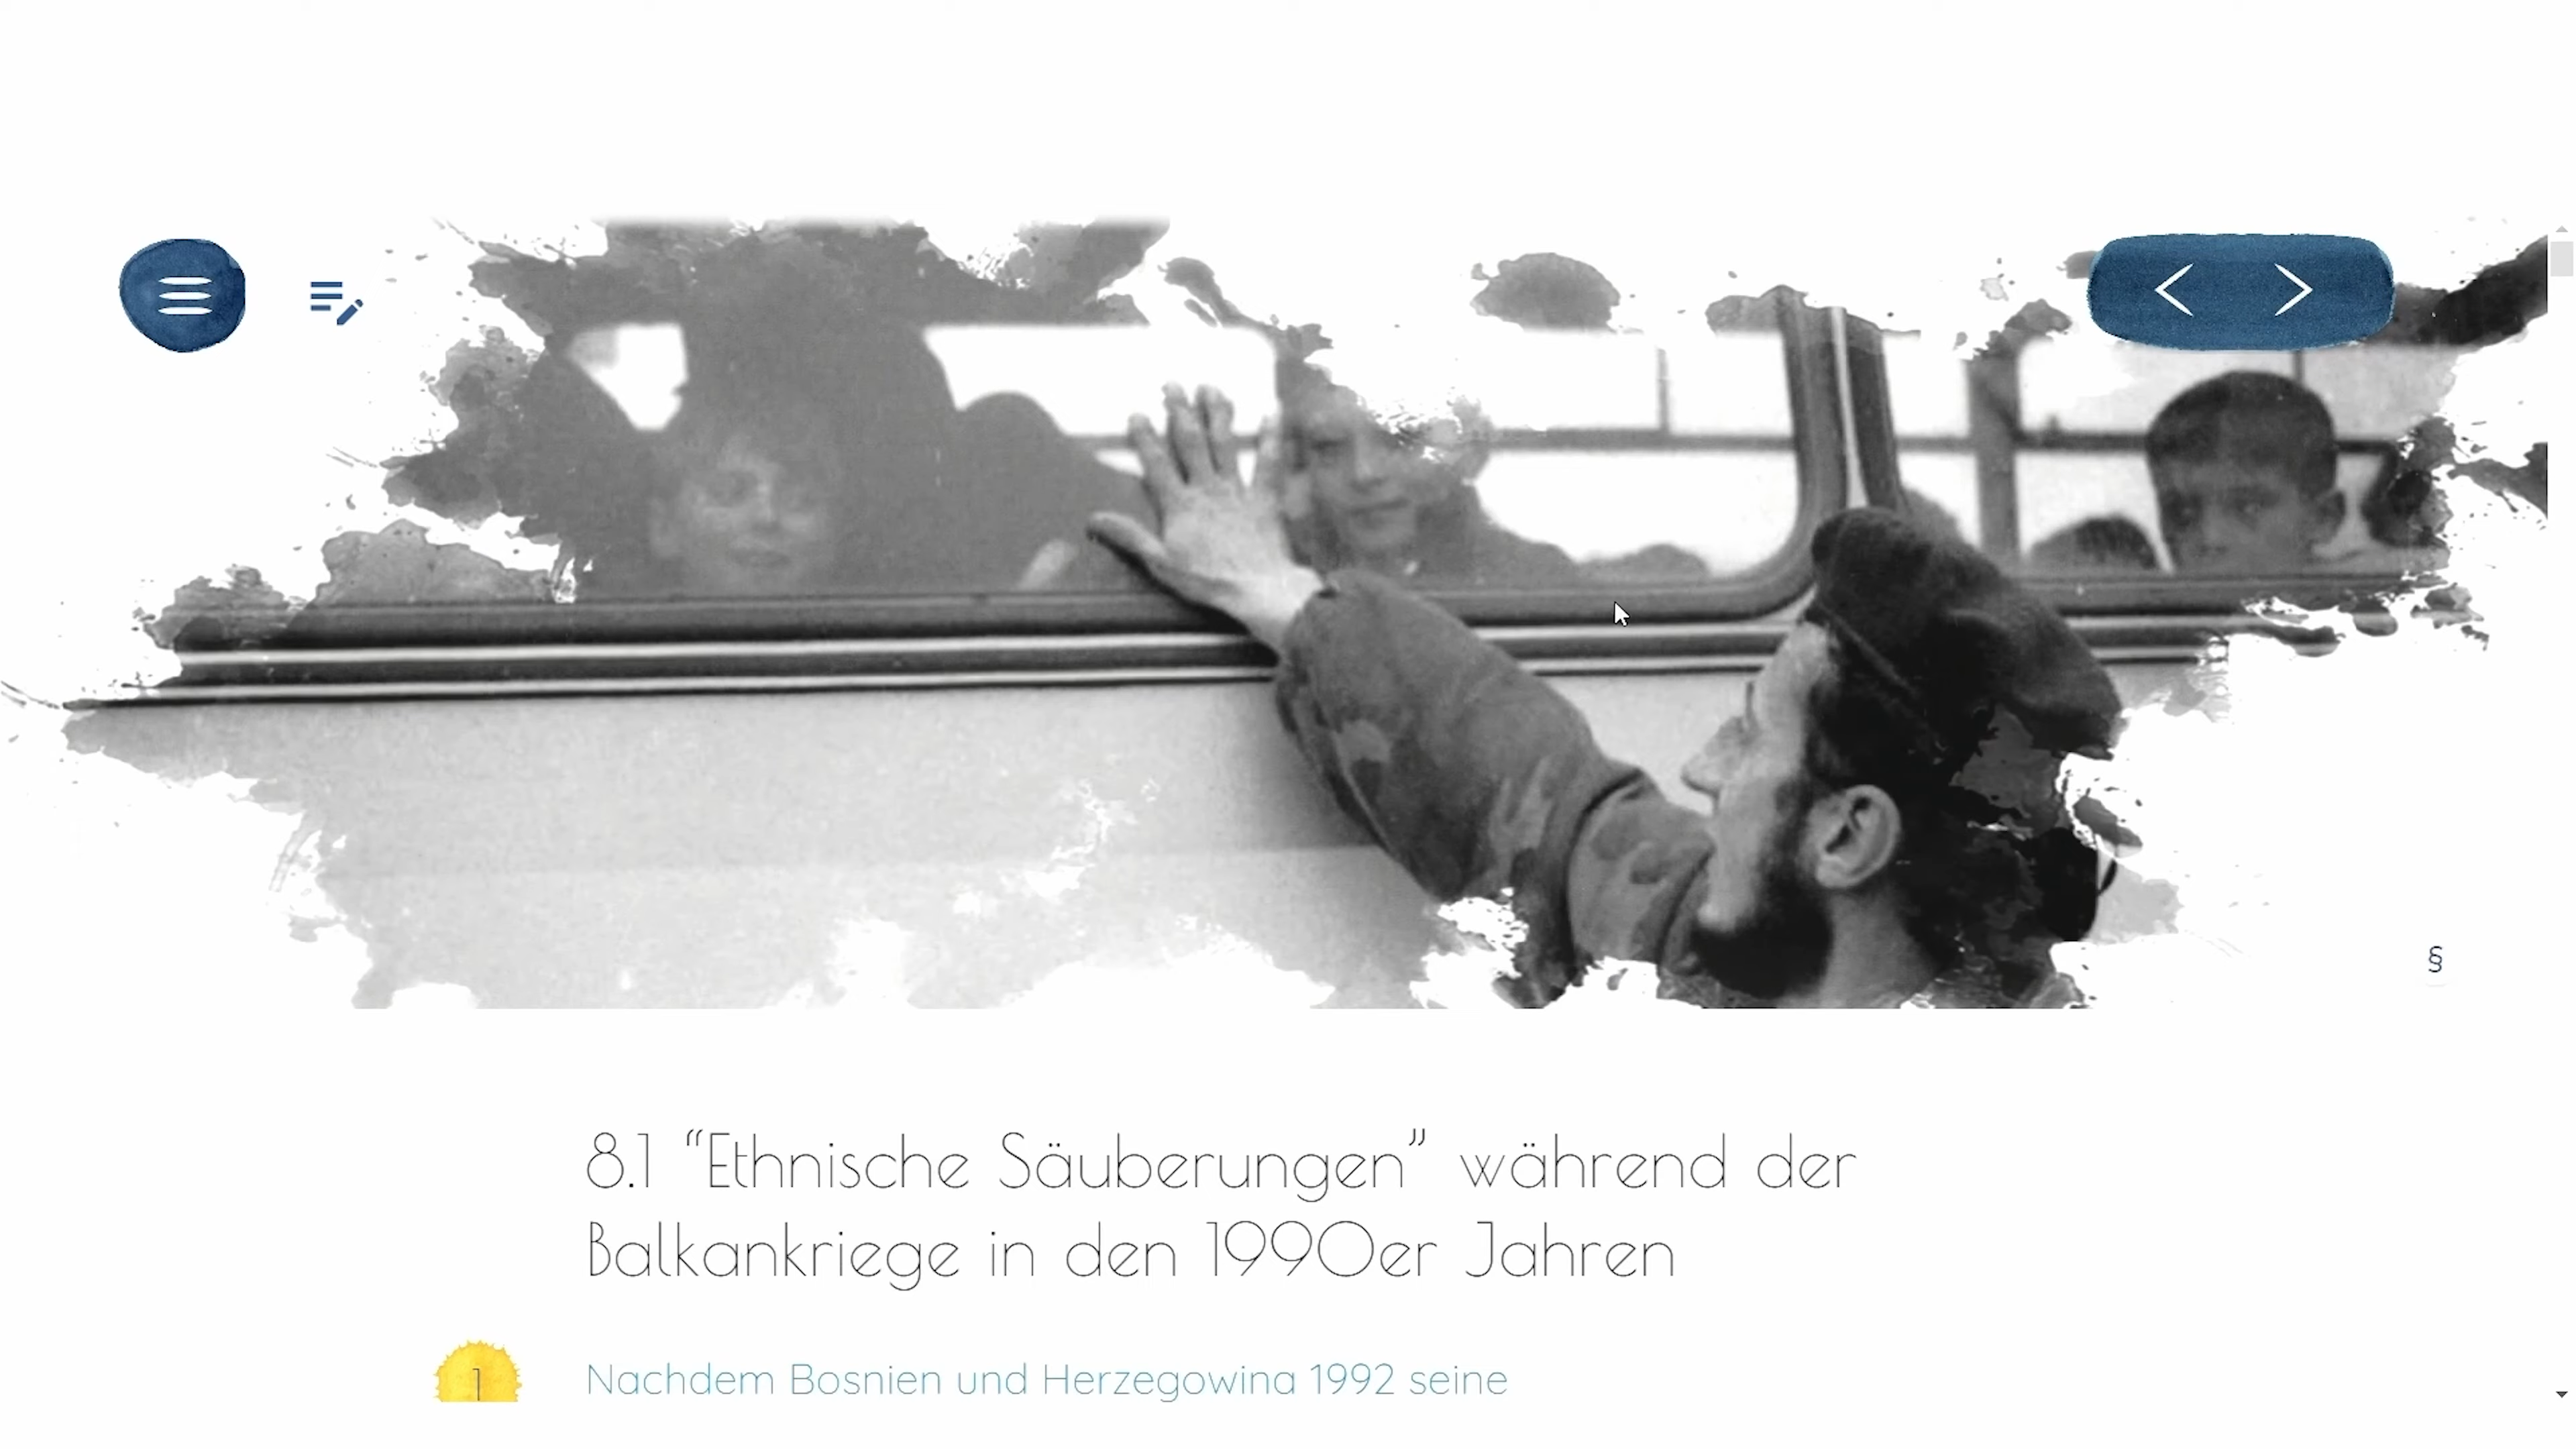 §
8.1 “Ethnische Säuberungen” während der
Balkankriege in den 1990er Jahren
1
Nachdem Bosnien und Herzegowina 1992 seine